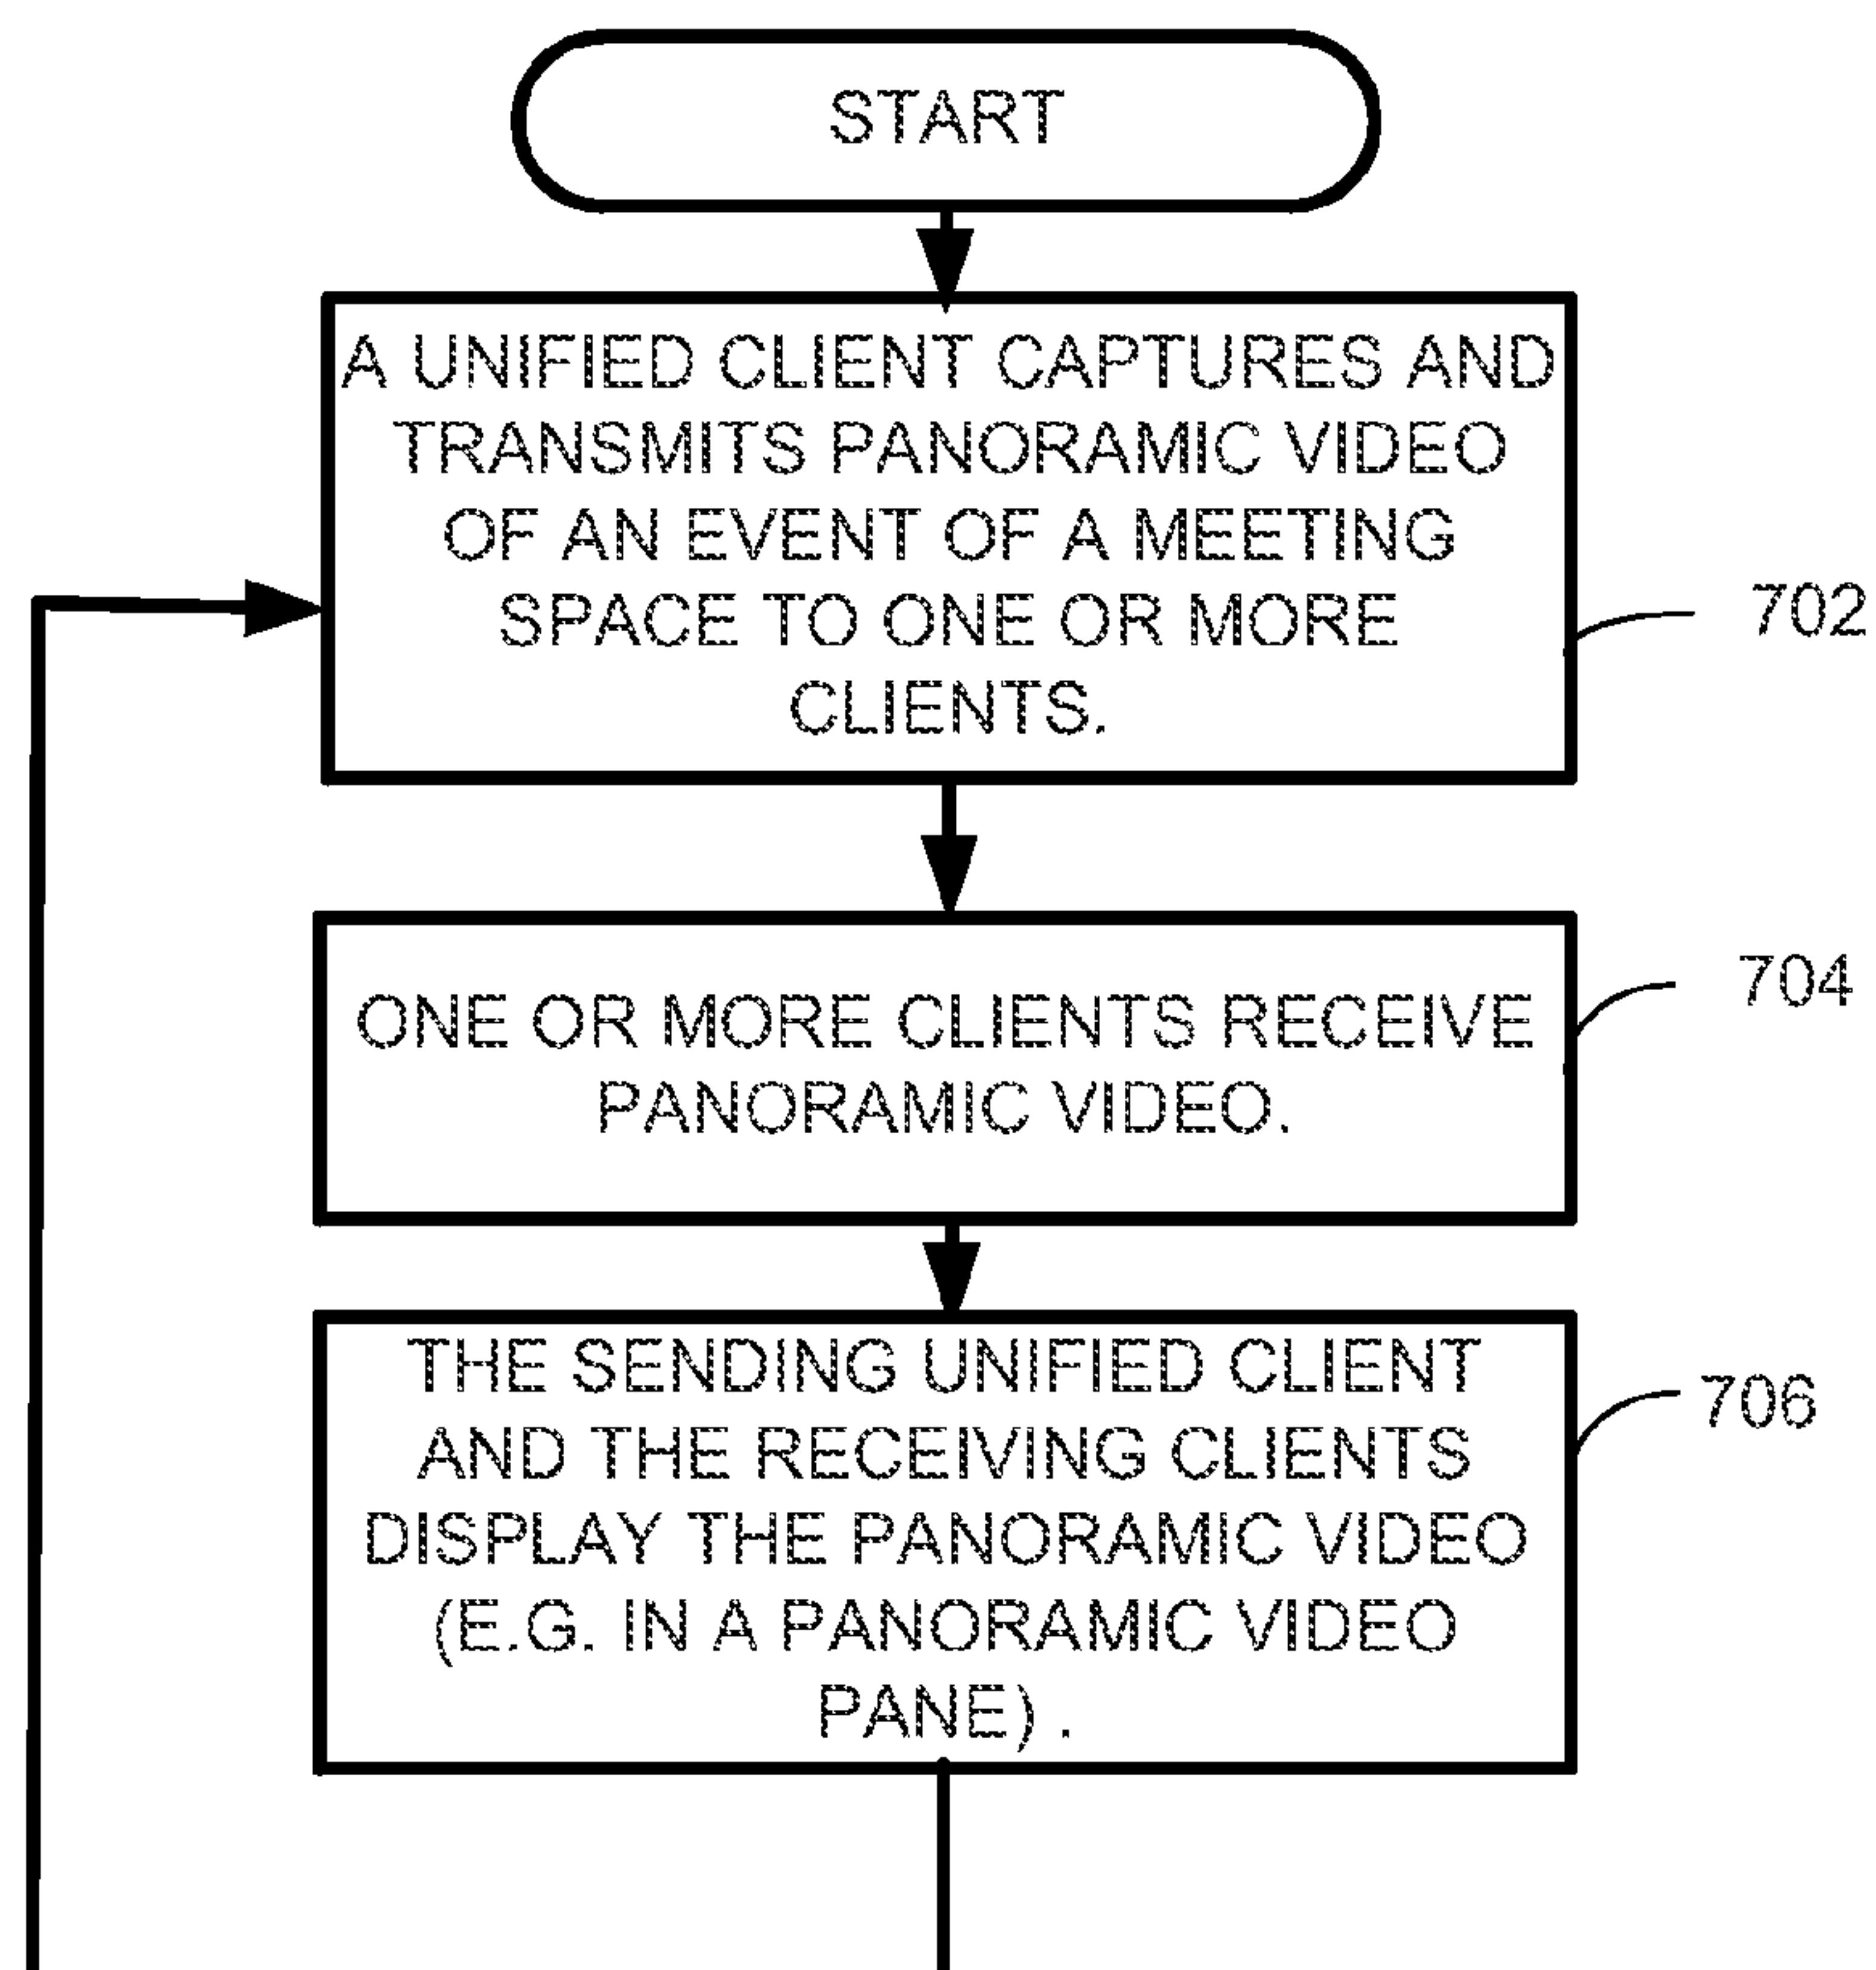 START
A UNIFIED CLIENT CAPTURES AND
TRANSMITS PANORAMIC VIDEO
OF AN EVENT OF A MEETING
SPACE TO ONE OR MORE
CLIENTS.
702
ONE OR MORE CLIENTS RECEIVE
PANORAMIC VIDEO.
704
THE SENDING UNIFIED CLIENT
AND THE RECEIVING CLIENTS
DISPLAY THE PANORAMIC VIDEO
(E.G. IN A PANORAMIC VIDEO
PANE) .
706